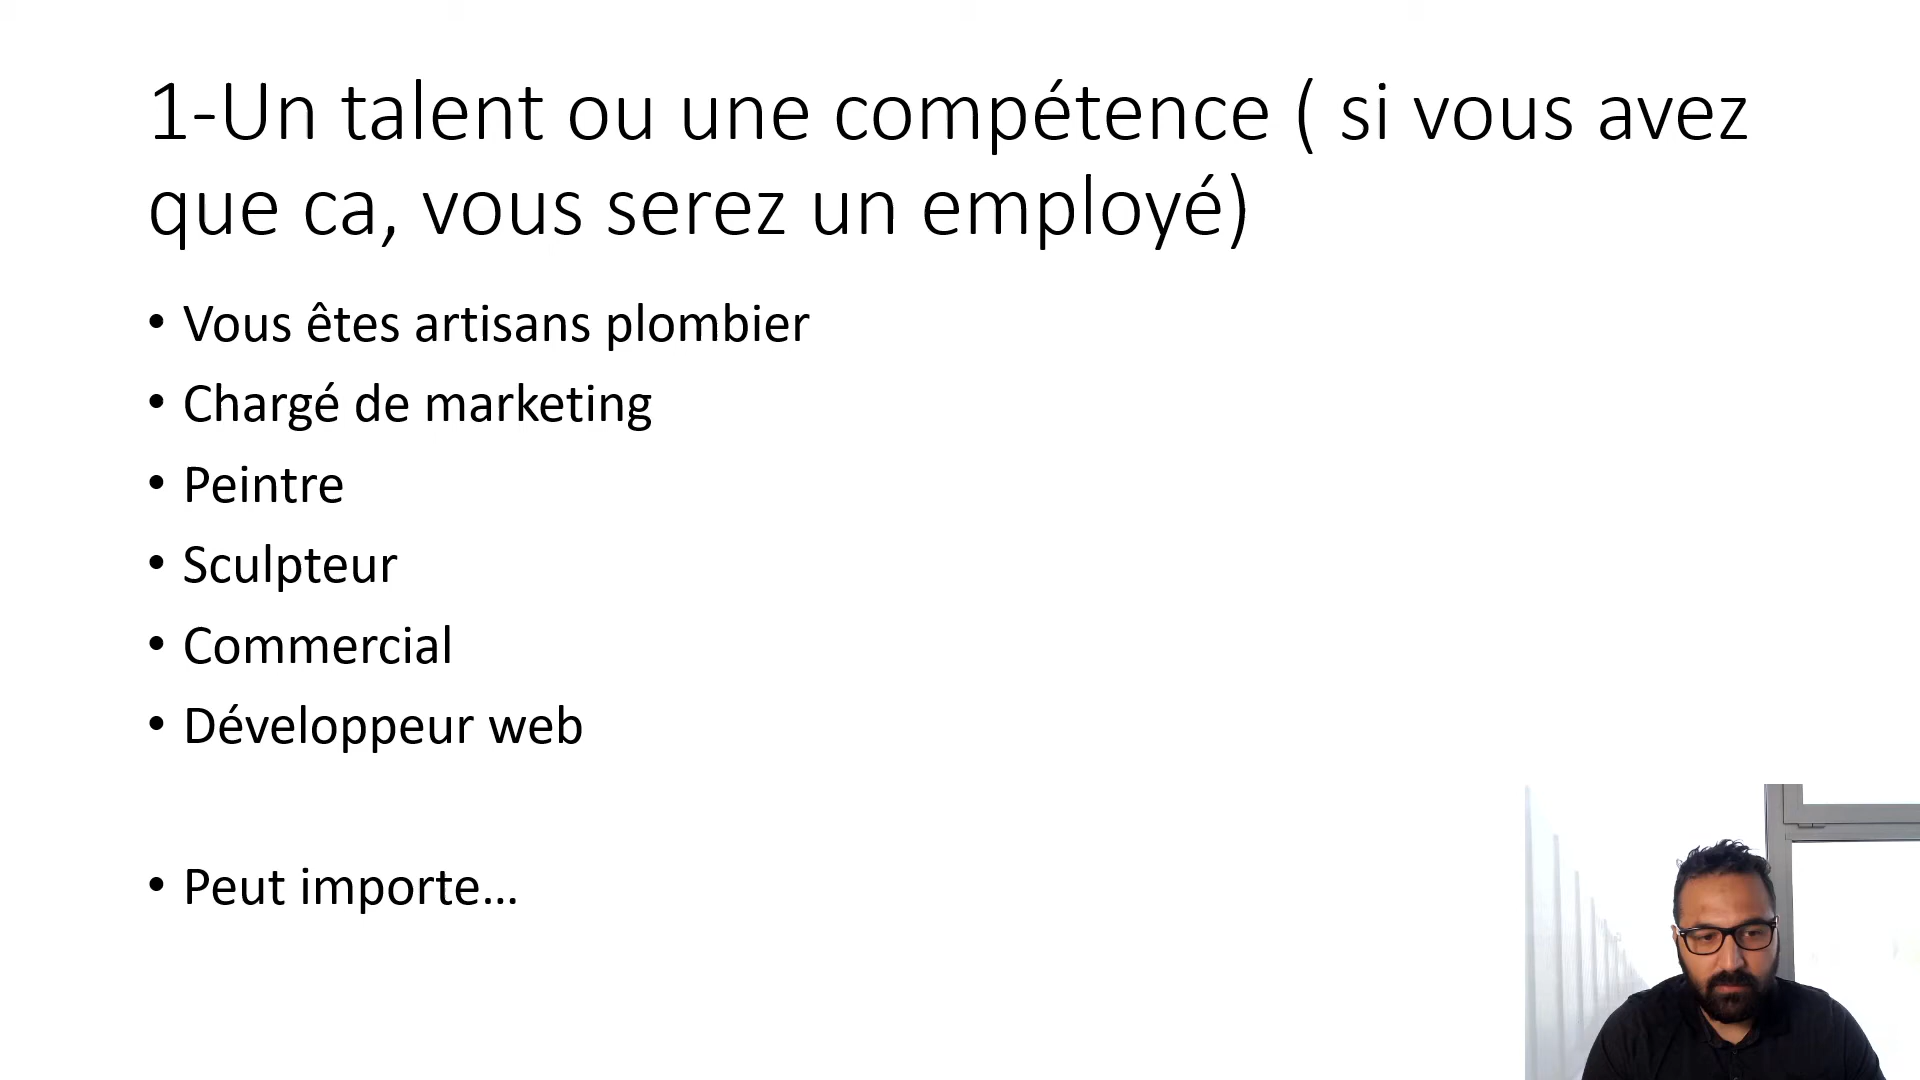 1-Un talent ou une compétence ( si vous avez
que ca, vous serez un employé)
• Vous êtes artisans plombier
• Chargé de marketing
• Peintre
• Sculpteur
• Commercial
• Développeur web
• Peut importe...